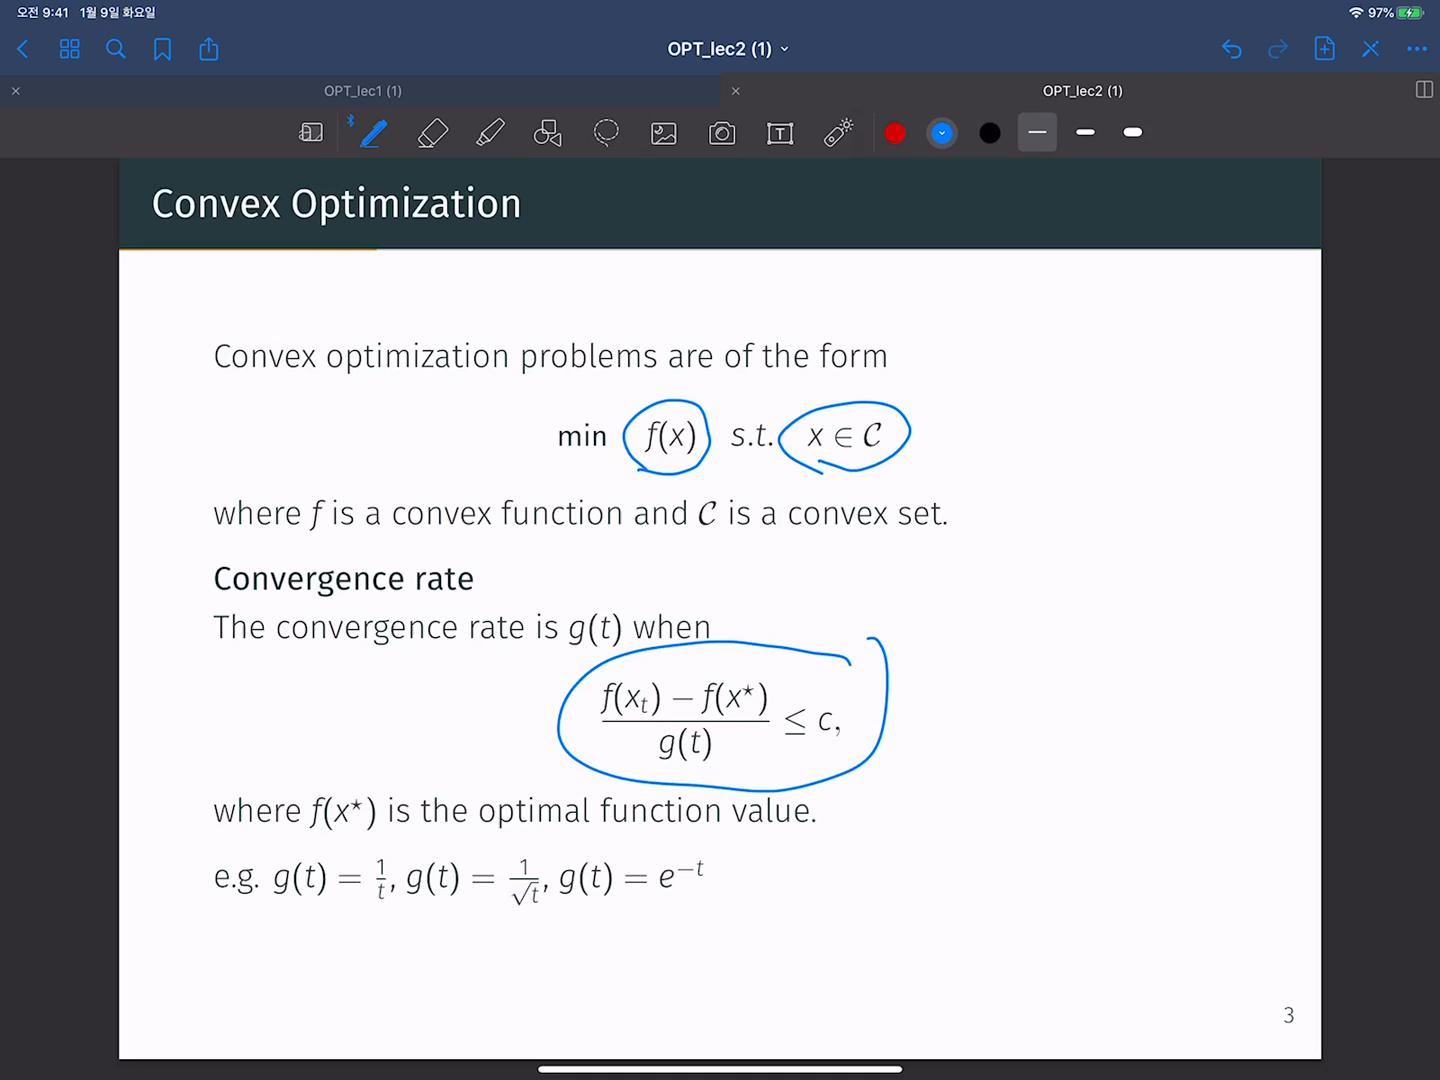 오전 9:41 1월 9일 화요일 97%
OPT_lec2 (1)
OPT_lec1 (1) OPT_lec2 (1)
T
Convex Optimization
Convex optimization problems are of the form
min f(x) s.t. x ∈ 𝒞
where f is a convex function and 𝒞 is a convex set.
Convergence rate
The convergence rate is g(t) when
f(xₜ) − f(x⋆)
g(t)
≤ c,
where f(x⋆) is the optimal function value.
e.g. g(t) = 1/t, g(t) = 1/√t, g(t) = e⁻ᵗ
3